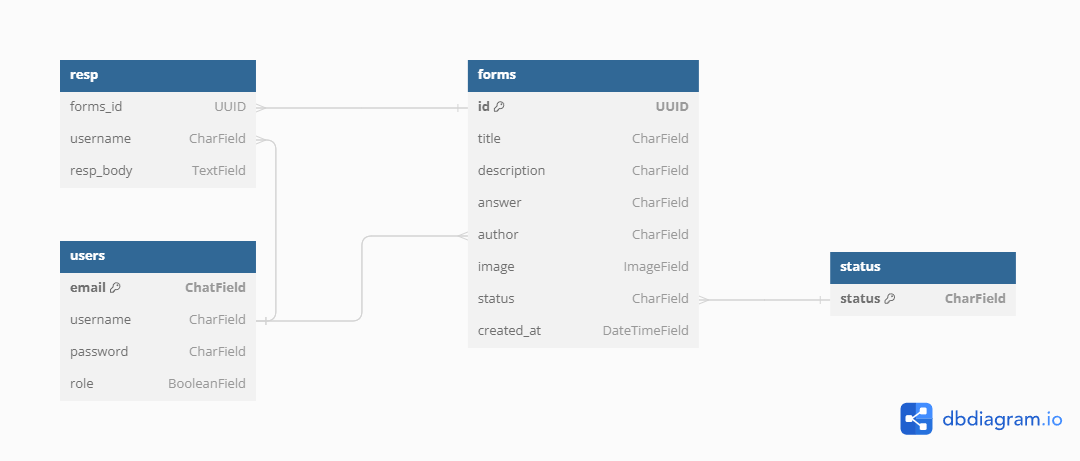 resp
forms_id UUID
username CharField
resp_body TextField
users
email ChatField
username CharField
password CharField
role BooleanField
forms
id UUID
title CharField
description CharField
answer CharField
author CharField
image ImageField
status CharField
created_at DateTimeField
status
status CharField
dbdiagram.io